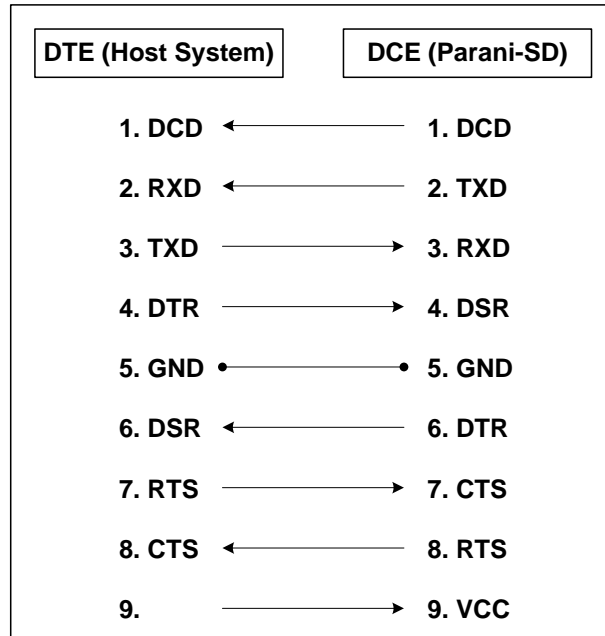 DTE (Host System) DCE (Parani-SD)
1. DCD 1. DCD
2. RXD 2. TXD
3. TXD 3. RXD
4. DTR 4. DSR
5. GND 5. GND
6. DSR 6. DTR
7. RTS 7. CTS
8. CTS 8. RTS
9. 9. VCC